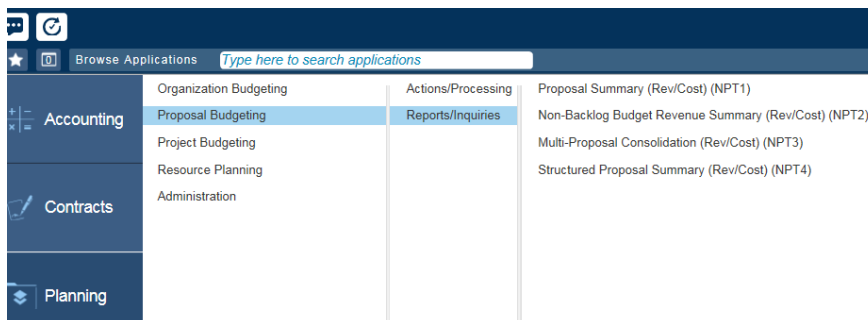 0 Browse Applications Type here to search applications
Accounting
Contracts
Planning
Organization Budgeting
Proposal Budgeting
Project Budgeting
Resource Planning
Administration
Actions/Processing
Reports/Inquiries
Proposal Summary (Rev/Cost) (NPT1)
Non-Backlog Budget Revenue Summary (Rev/Cost) (NPT2)
Multi-Proposal Consolidation (Rev/Cost) (NPT3)
Structured Proposal Summary (Rev/Cost) (NPT4)